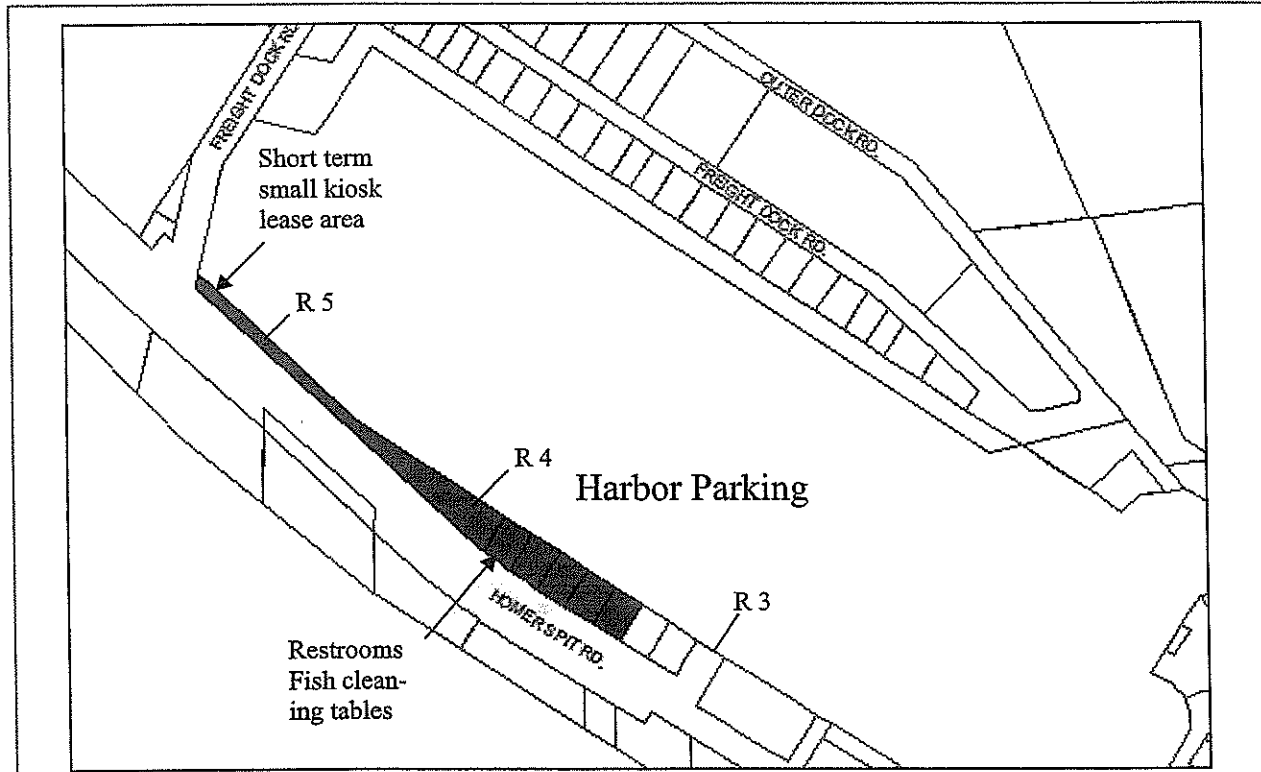 FREIGHT DOCK RD.
OUTER DOCK RD.
Short term
small kiosk
lease area
FREIGHT DOCK RD.
R 5
R 4
Harbor Parking
R 3
HOMER SPIT RD.
Restrooms
Fish clean-
ing tables